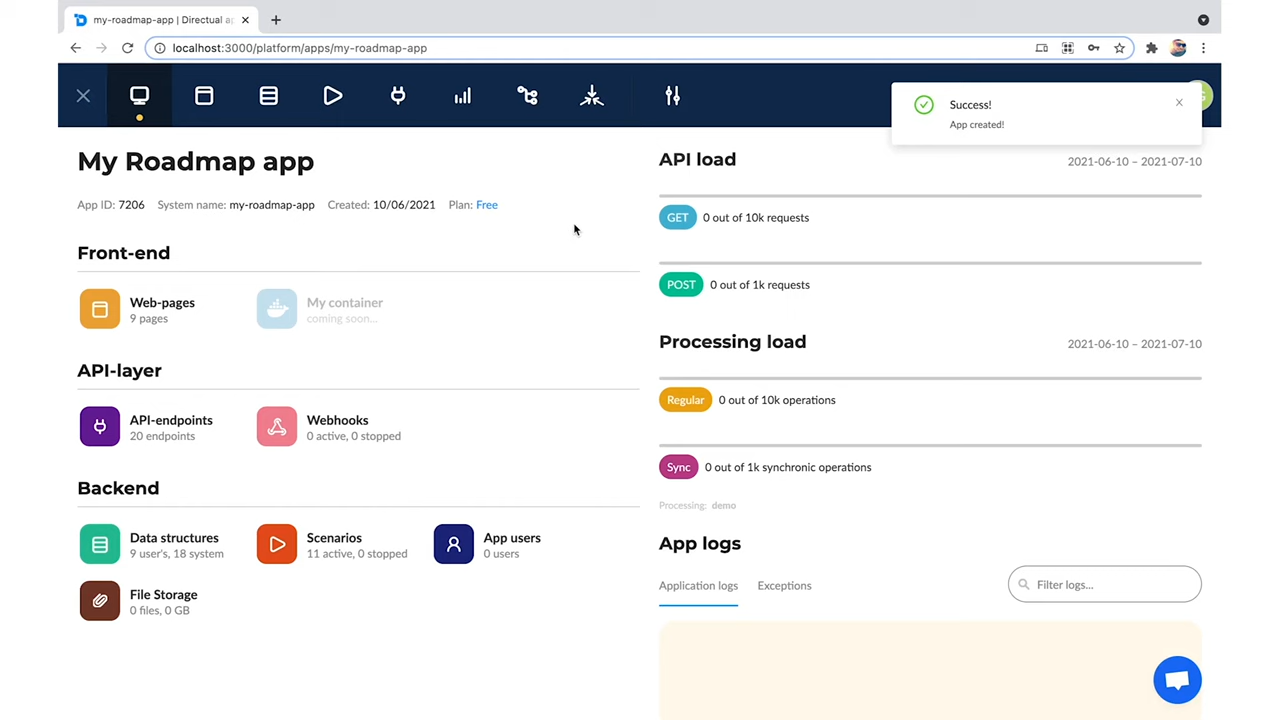 my-roadmap-app | Directual ap
localhost:3000/platform/apps/my-roadmap-app
Success!
App created!
My Roadmap app
App ID: 7206 System name: my-roadmap-app Created: 10/06/2021 Plan: Free
Front-end
Web-pages
9 pages
My container
coming soon...
API-layer
API-endpoints
20 endpoints
Webhooks
0 active, 0 stopped
Backend
Data structures
9 user's, 18 system
Scenarios
11 active, 0 stopped
App users
0 users
File Storage
0 files, 0 GB
API load
2021-06-10 – 2021-07-10
GET 0 out of 10k requests
POST 0 out of 1k requests
Processing load
2021-06-10 – 2021-07-10
Regular 0 out of 10k operations
Sync 0 out of 1k synchronic operations
Processing: demo
App logs
Application logs Exceptions
Filter logs...